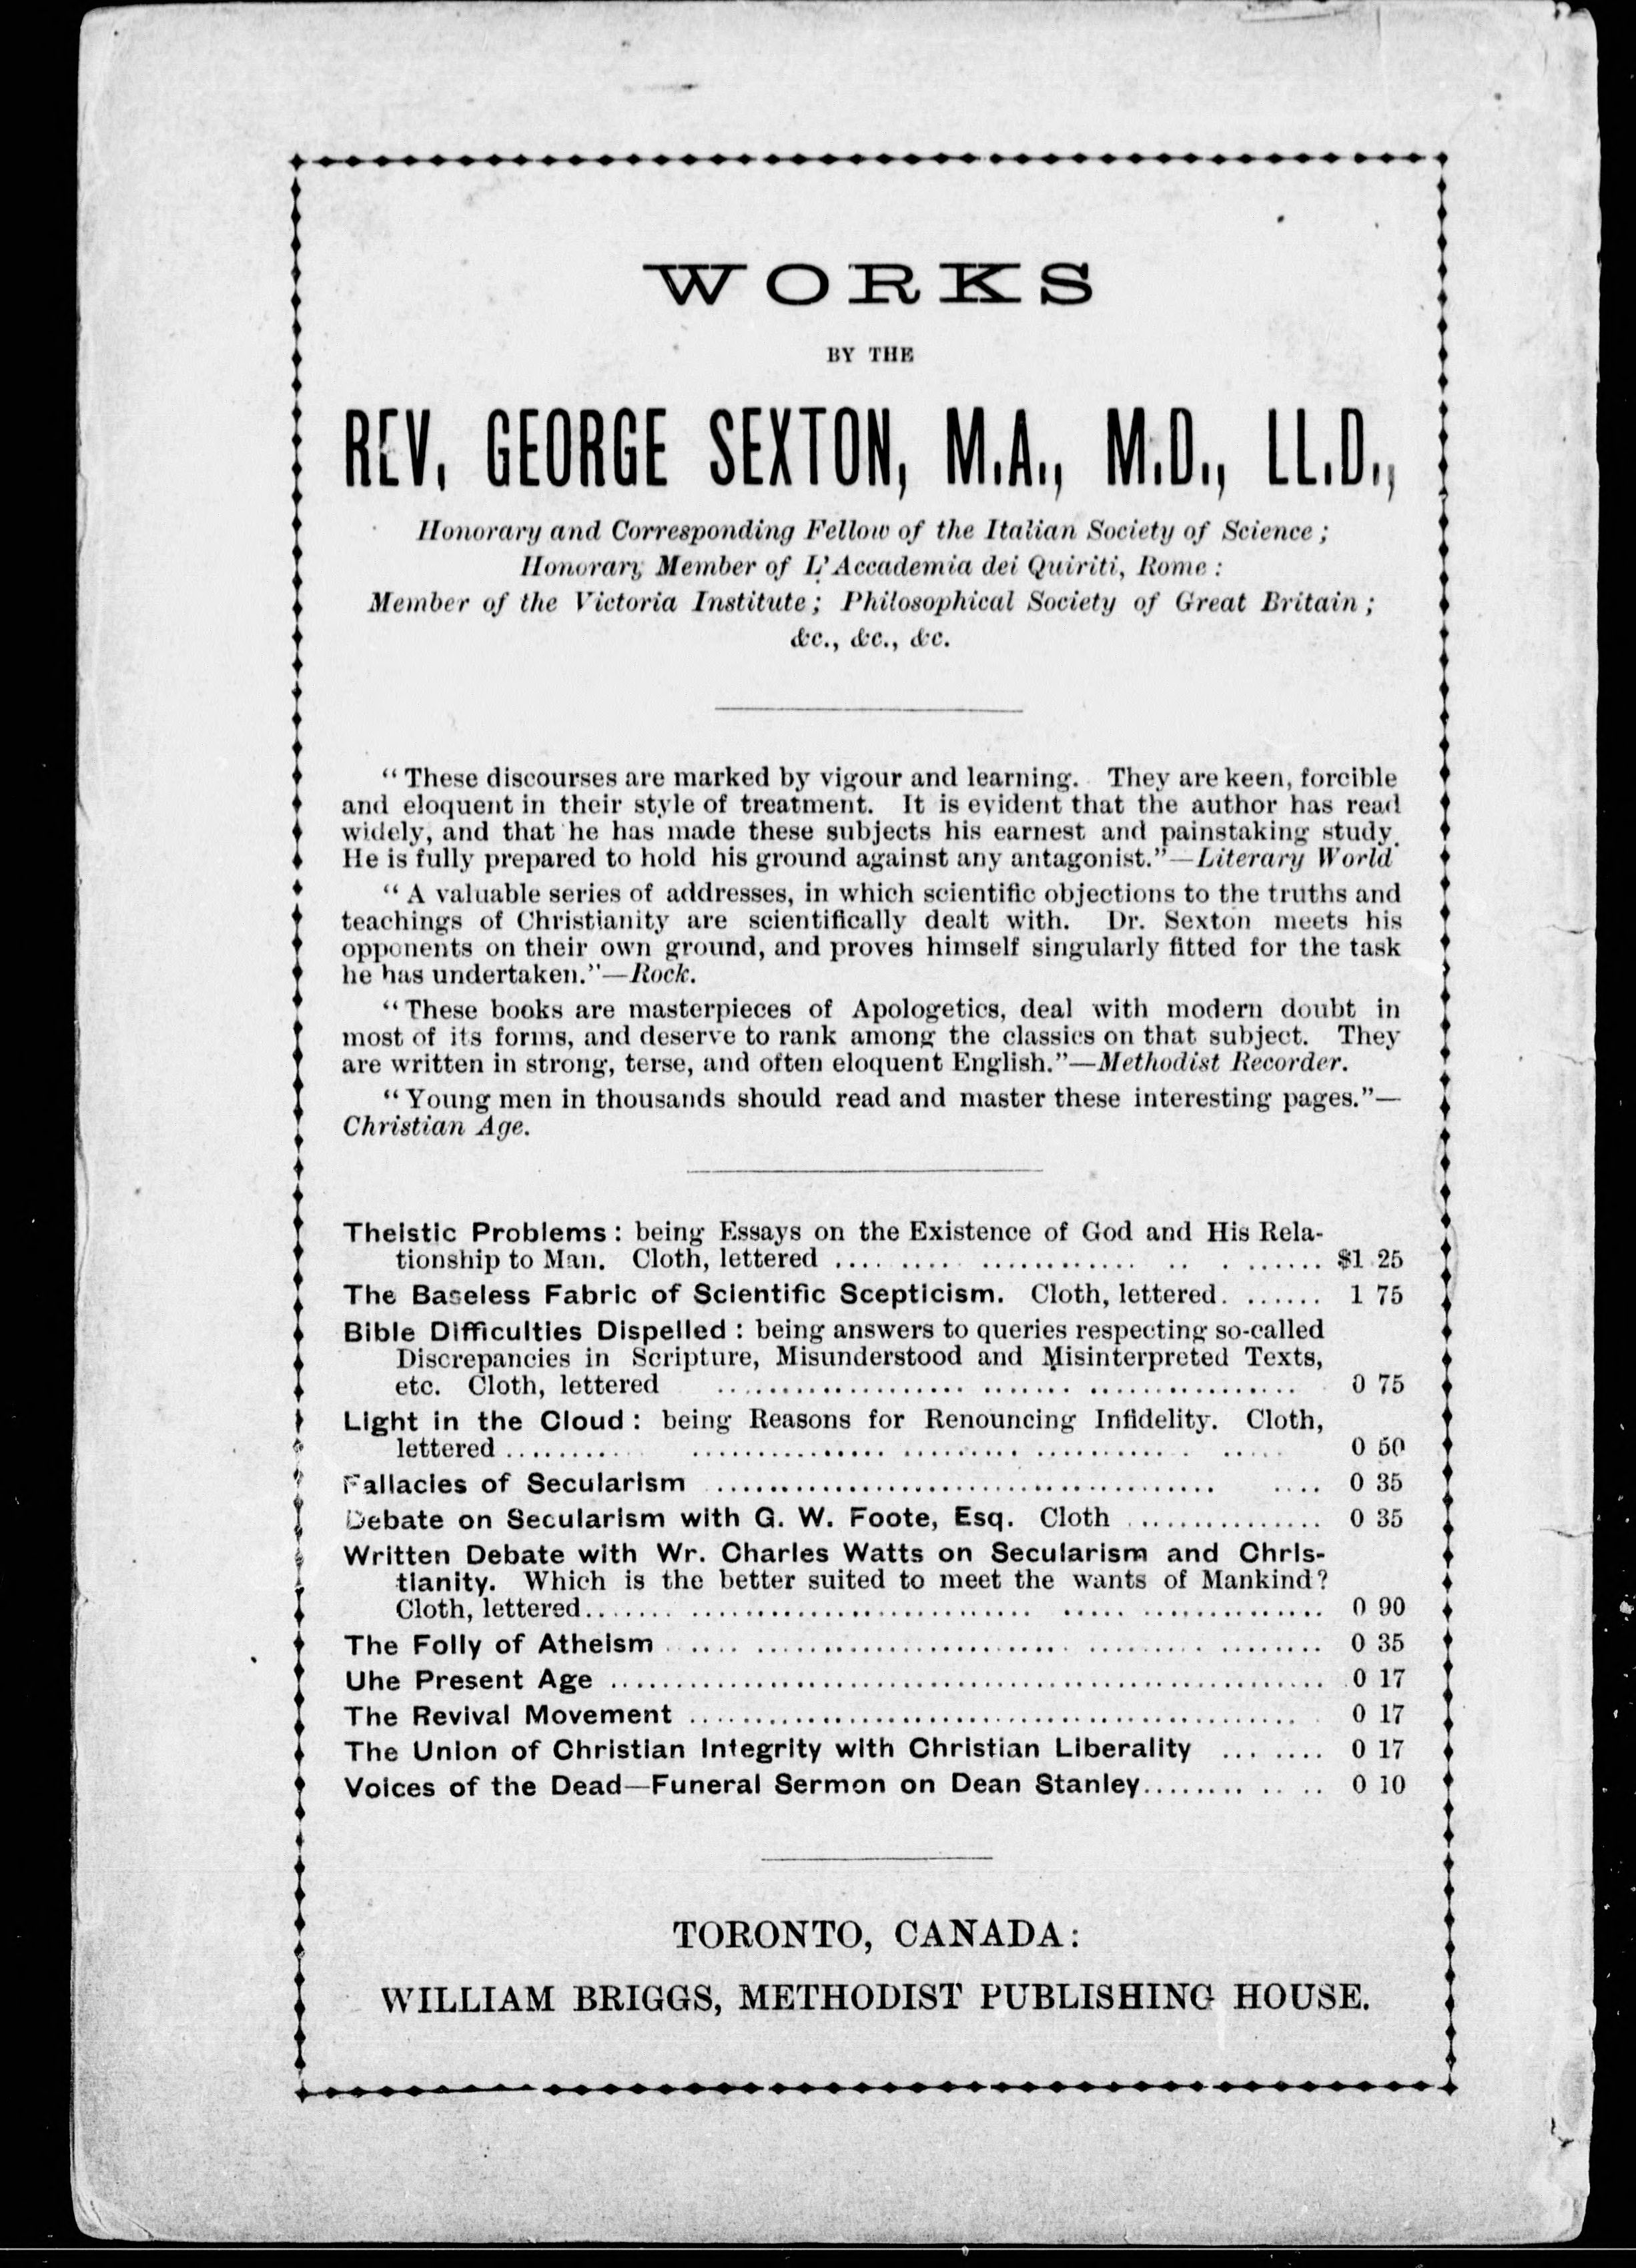 WORKS
BY THE
REV. GEORGE SEXTON, M.A., M.D., LL.D.,
Honorary and Corresponding Fellow of the Italian Society of Science;
Honorary Member of L'Accademia dei Quiriti, Rome:
Member of the Victoria Institute; Philosophical Society of Great Britain;
&c., &c., &c.
"These discourses are marked by vigour and learning. They are keen, forcible
and eloquent in their style of treatment. It is evident that the author has read
widely, and that he has made these subjects his earnest and painstaking study.
He is fully prepared to hold his ground against any antagonist."—Literary World
"A valuable series of addresses, in which scientific objections to the truths and
teachings of Christianity are scientifically dealt with. Dr. Sexton meets his
opponents on their own ground, and proves himself singularly fitted for the task
he has undertaken."—Rock.
"These books are masterpieces of Apologetics, deal with modern doubt in
most of its forms, and deserve to rank among the classics on that subject. They
are written in strong, terse, and often eloquent English."—Methodist Recorder.
"Young men in thousands should read and master these interesting pages."—
Christian Age.
Theistic Problems: being Essays on the Existence of God and His Rela-
tionship to Man. Cloth, lettered .... .... ............ .. . ...... $1 25
The Baseless Fabric of Scientific Scepticism. Cloth, lettered. ...... 1 75
Bible Difficulties Dispelled: being answers to queries respecting so-called
Discrepancies in Scripture, Misunderstood and Misinterpreted Texts,
etc. Cloth, lettered ................... ....... ................ 0 75
Light in the Cloud: being Reasons for Renouncing Infidelity. Cloth,
lettered .......... ............... ......... ............ ..... 0 50
Fallacies of Secularism ....................................... .... 0 35
Debate on Secularism with G. W. Foote, Esq. Cloth ............... 0 35
Written Debate with Wr. Charles Watts on Secularism and Chris-
tianity. Which is the better suited to meet the wants of Mankind?
Cloth, lettered....... .......................... ..... .............. 0 90
The Folly of Atheism ..... ....................... ......... ........ 0 35
Uhe Present Age ....................................................... 0 17
The Revival Movement ............................................... 0 17
The Union of Christian Integrity with Christian Liberality ... .... 0 17
Voices of the Dead—Funeral Sermon on Dean Stanley........ .. .. 0 10
TORONTO, CANADA:
WILLIAM BRIGGS, METHODIST PUBLISHING HOUSE.